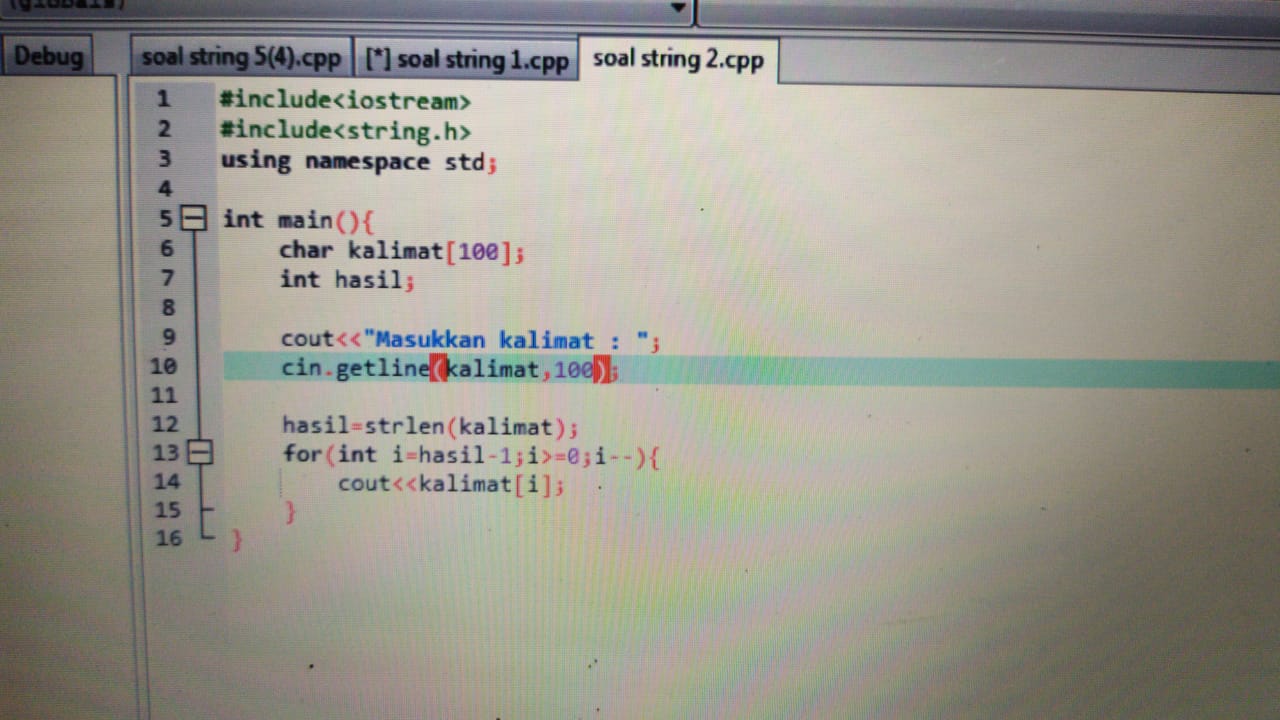 (globals)
Debug
soal string 5(4).cpp
[*] soal string 1.cpp
soal string 2.cpp
1 #include<iostream>
2 #include<string.h>
3 using namespace std;
4
5 int main(){
6 char kalimat[100];
7 int hasil;
8
9 cout<<"Masukkan kalimat : ";
10 cin.getline(kalimat,100);
11
12 hasil=strlen(kalimat);
13 for(int i=hasil-1;i>=0;i--){
14 cout<<kalimat[i];
15 }
16 }